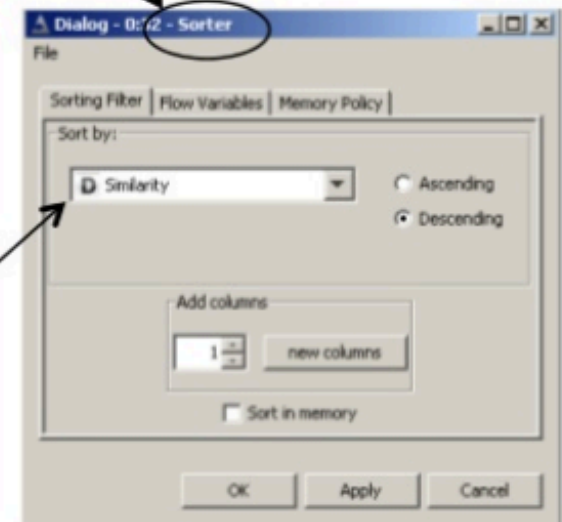 Dialog - 0:32 - Sorter
File
Sorting Filter Flow Variables Memory Policy
Sort by:
D Similarity
Ascending
Descending
Add columns
1 new columns
Sort in memory
OK Apply Cancel